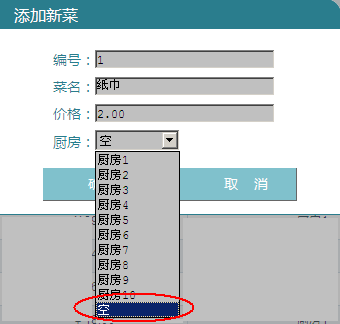 添加新菜
编号： 1
菜名： 纸巾
价格： 2.00
厨房： 空
厨房1
厨房2
厨房3
厨房4
厨房5
厨房6
厨房7
厨房8
厨房9
厨房10
空
取 消